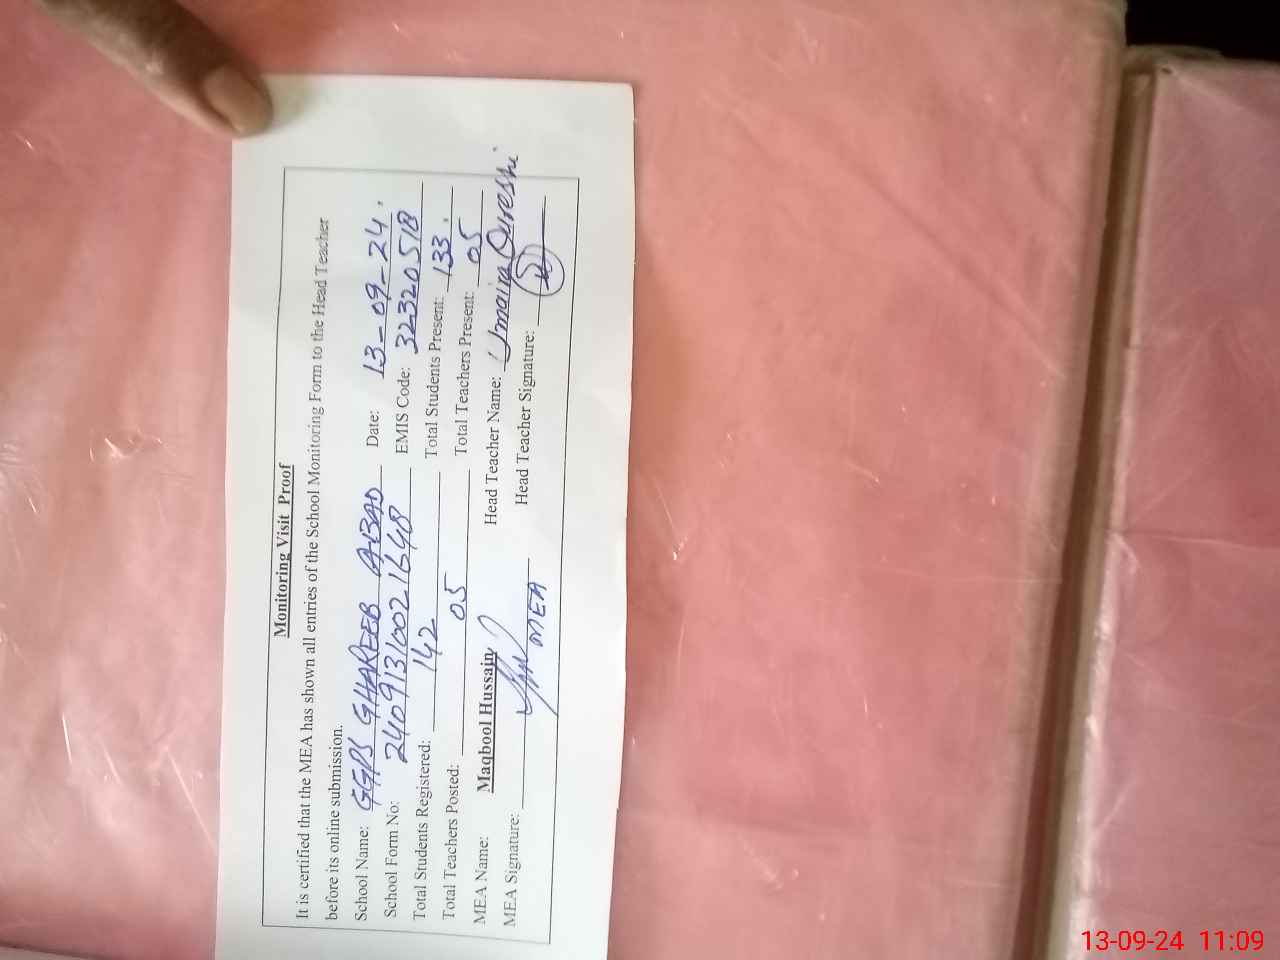 Monitoring Visit Proof
It is certified that the MEA has shown all entries of the School Monitoring Form to the Head Teacher
before its online submission.
School Name: GGPS GHAREEB ABAD Date: 13-09-24.
School Form No: 24091310021648 EMIS Code: 32320518
Total Students Registered: 142 Total Students Present: 133.
Total Teachers Posted: 05 Total Teachers Present: 05
MEA Name: Maqbool Hussain Head Teacher Name: Umaira Qureshi
MEA Signature: MEA Head Teacher Signature:
13-09-24 11:09